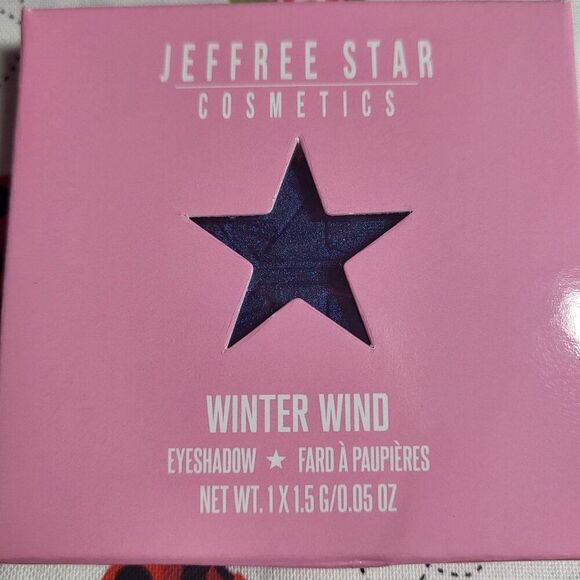 JEFFREE STAR
COSMETICS
WINTER WIND
EYESHADOW ★ FARD À PAUPIÈRES
NET WT. 1 X 1.5 G/0.05 OZ